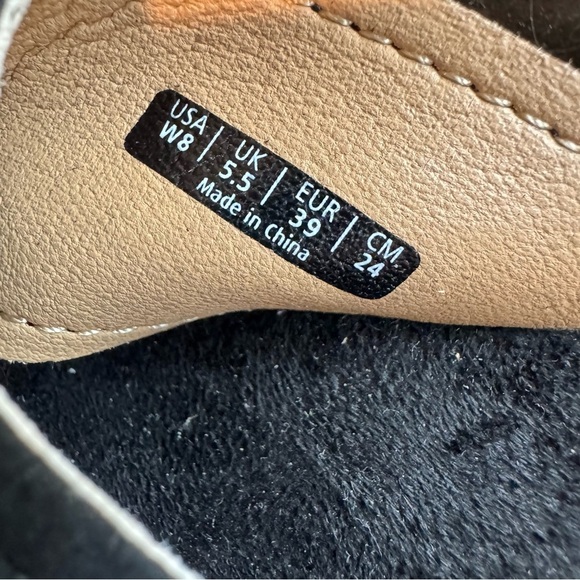 USA | UK | EUR | CM
W8 | 5.5 | 39 | 24
Made in China